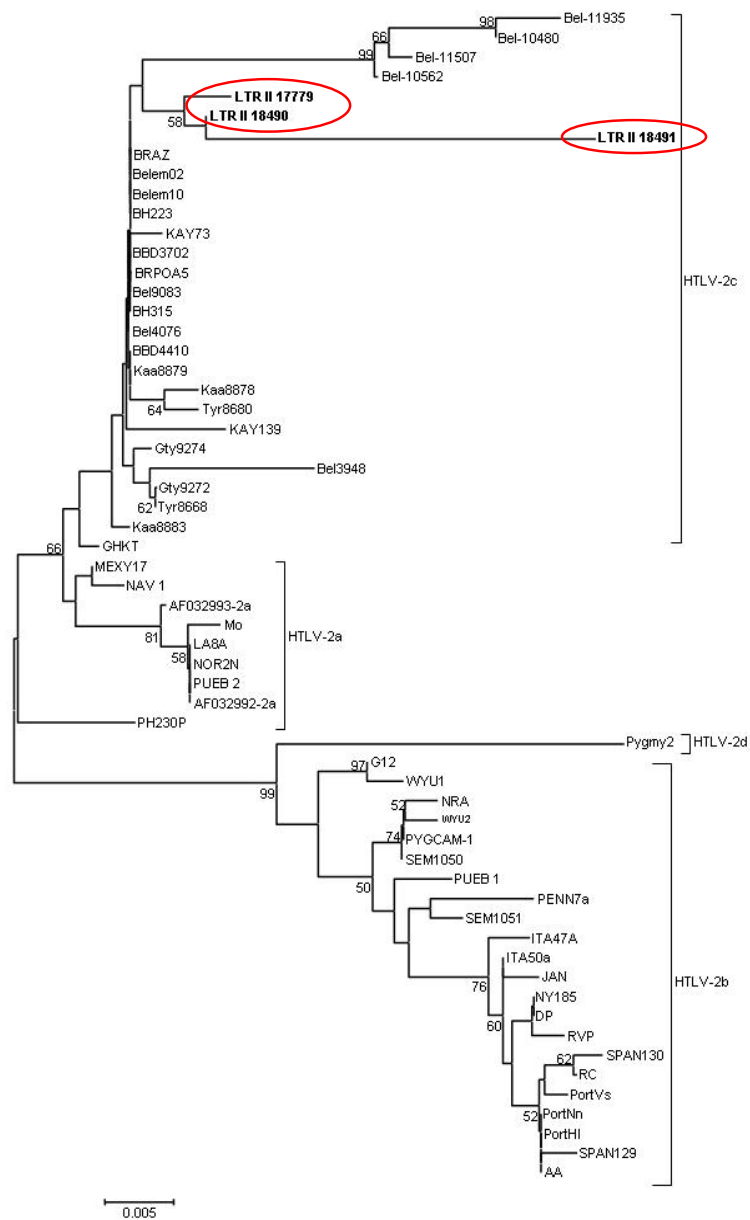 Bel-11935
98
Bel-10480
66
Bel-11507
99
Bel-10562
LTR II 17779
LTR II 18490
58
LTR II 18491
BRAZ
Belem02
Belem10
BH223
KAY73
BBD3702
BRPOA5
HTLV-2c
Bel9083
BH315
Bel4076
BBD4410
Kaa8879
Kaa8878
64
Tyr8680
KAY139
Gty9274
Bel3948
Gty9272
62
Tyr8668
Kaa8883
66
GHKT
MEXY17
NAV 1
AF032993-2a
Mo
81
HTLV-2a
LA8A
58
NOR2N
PUEB 2
AF032992-2a
PH230P
Pygmy2
HTLV-2d
G12
97
WYU1
99
NRA
52
WYU2
74
PYGCAM-1
SEM1050
PUEB 1
50
PENN7a
SEM1051
ITA47A
ITA50a
JAN
76
HTLV-2b
NY185
DP
60
RVP
SPAN130
62
RC
PortVs
52
PortNn
PortHl
SPAN129
AA
0.005